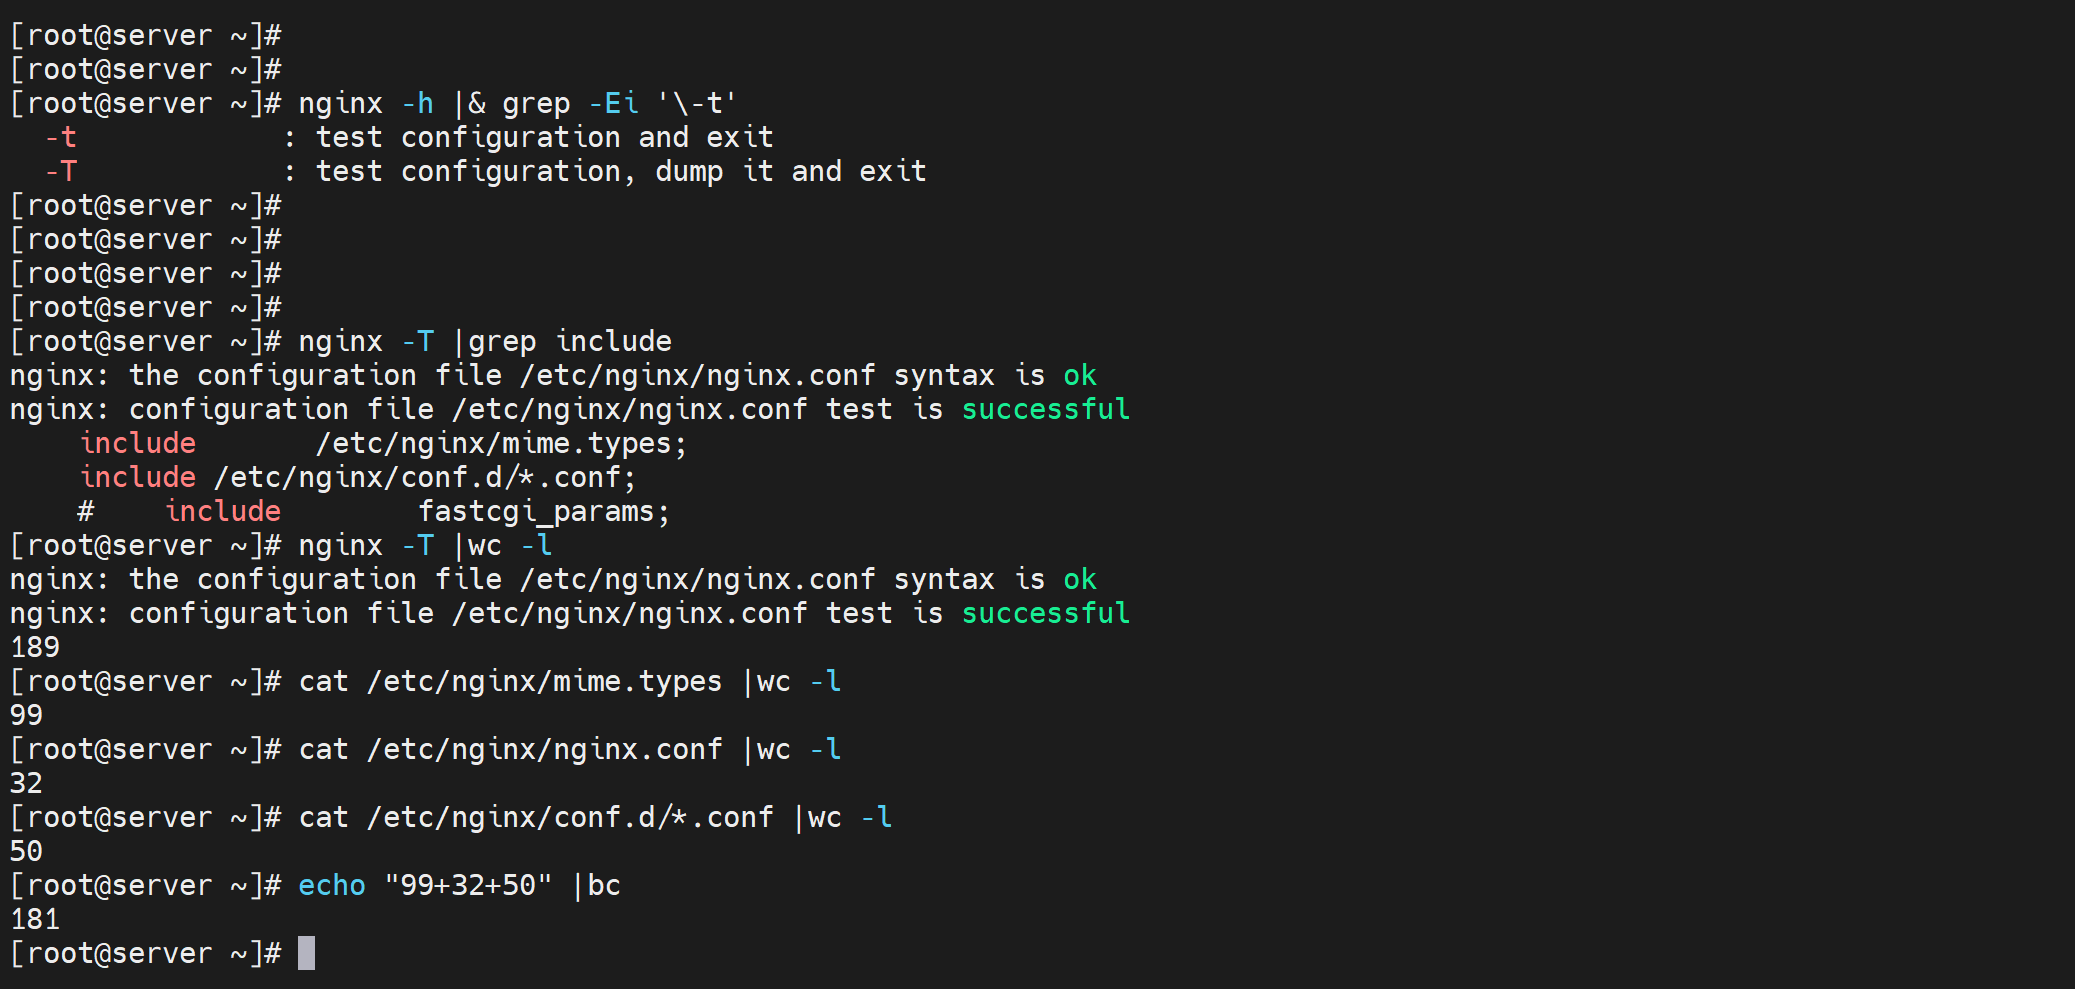 [root@server ~]#
[root@server ~]#
[root@server ~]# nginx -h |& grep -Ei '\-t'
  -t            : test configuration and exit
  -T            : test configuration, dump it and exit
[root@server ~]#
[root@server ~]#
[root@server ~]#
[root@server ~]#
[root@server ~]# nginx -T |grep include
nginx: the configuration file /etc/nginx/nginx.conf syntax is ok
nginx: configuration file /etc/nginx/nginx.conf test is successful
    include       /etc/nginx/mime.types;
    include /etc/nginx/conf.d/*.conf;
    #    include        fastcgi_params;
[root@server ~]# nginx -T |wc -l
nginx: the configuration file /etc/nginx/nginx.conf syntax is ok
nginx: configuration file /etc/nginx/nginx.conf test is successful
189
[root@server ~]# cat /etc/nginx/mime.types |wc -l
99
[root@server ~]# cat /etc/nginx/nginx.conf |wc -l
32
[root@server ~]# cat /etc/nginx/conf.d/*.conf |wc -l
50
[root@server ~]# echo "99+32+50" |bc
181
[root@server ~]#